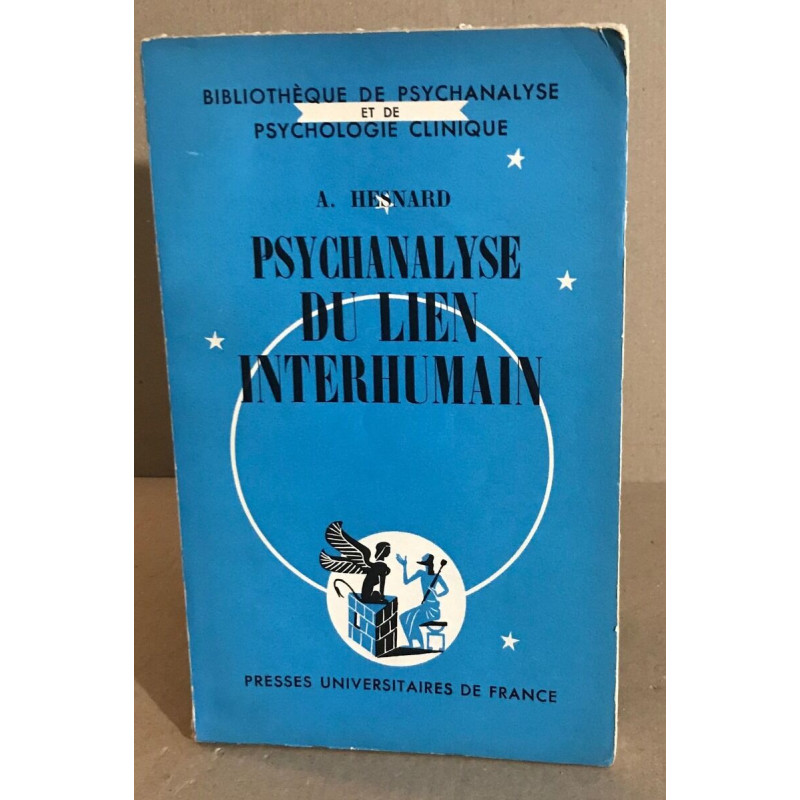 BIBLIOTHÈQUE DE PSYCHANALYSE
ET DE
PSYCHOLOGIE CLINIQUE
A. HESNARD
PSYCHANALYSE
DU LIEN
INTERHUMAIN
PRESSES UNIVERSITAIRES DE FRANCE